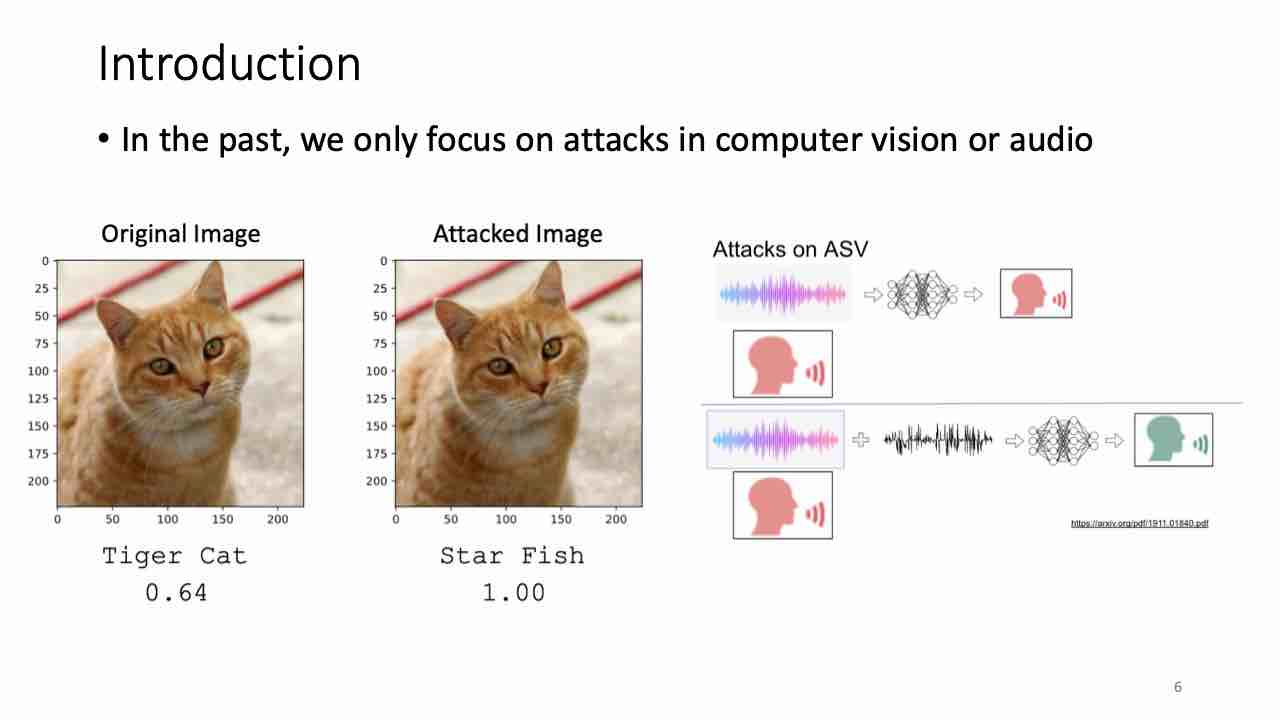 Introduction
• In the past, we only focus on attacks in computer vision or audio
Original Image
0
25
50
75
100
125
150
175
200
0 50 100 150 200
Tiger Cat
0.64
Attacked Image
0
25
50
75
100
125
150
175
200
0 50 100 150 200
Star Fish
1.00
Attacks on ASV
https://arxiv.org/pdf/1911.01840.pdf
6